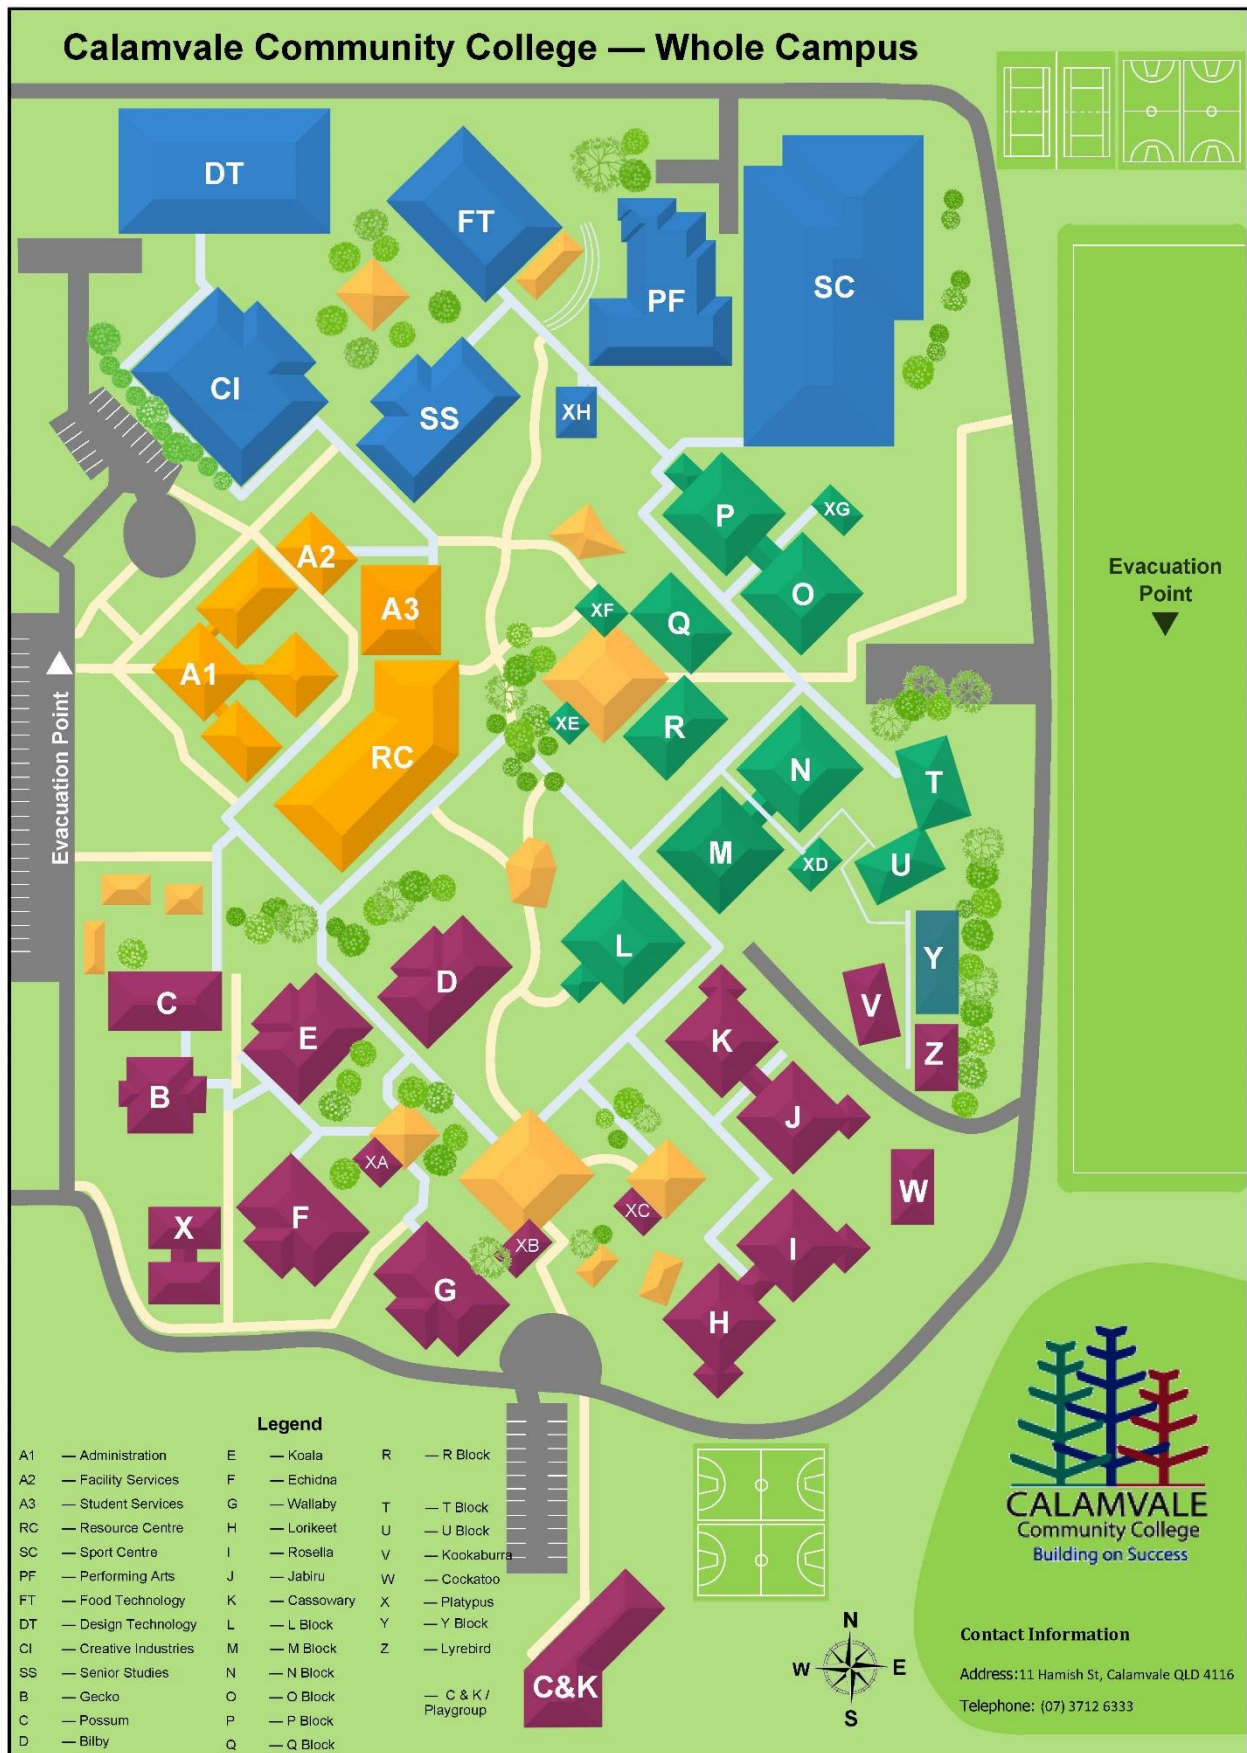 Calamvale Community College — Whole Campus
DT
FT
PF
SC
CI
SS
XH
P
XG
O
A2
A3
XF
Q
A1
RC
XE
R
N
T
M
XD
U
L
D
Y
C
E
V
K
Z
B
J
XA
W
X
F
XC
XB
I
G
H
C&K
Evacuation Point
Evacuation
Point
Legend
A1 — Administration
A2 — Facility Services
A3 — Student Services
RC — Resource Centre
SC — Sport Centre
PF — Performing Arts
FT — Food Technology
DT — Design Technology
CI — Creative Industries
SS — Senior Studies
B — Gecko
C — Possum
D — Bilby
E — Koala
F — Echidna
G — Wallaby
H — Lorikeet
I — Rosella
J — Jabiru
K — Cassowary
L — L Block
M — M Block
N — N Block
O — O Block
P — P Block
Q — Q Block
R — R Block
T — T Block
U — U Block
V — Kookaburra
W — Cockatoo
X — Platypus
Y — Y Block
Z — Lyrebird
— C & K /
Playgroup
N
W E
S
CALAMVALE
Community College
Building on Success
Contact Information
Address:11 Hamish St, Calamvale QLD 4116
Telephone: (07) 3712 6333